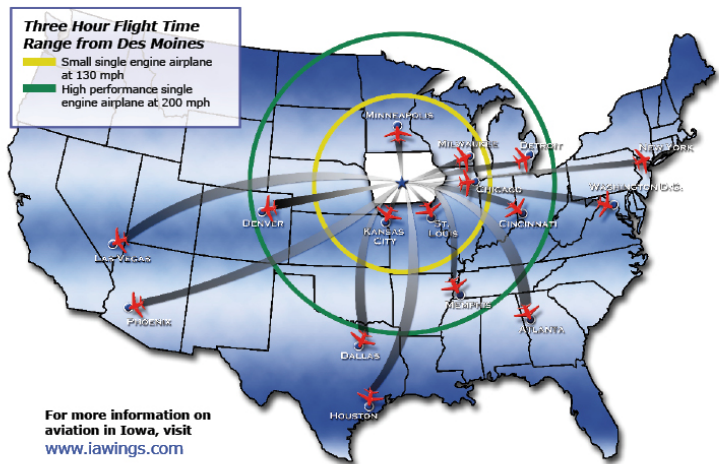 Three Hour Flight Time
Range from Des Moines
Small single engine airplane
at 130 mph
High performance single
engine airplane at 200 mph
MINNEAPOLIS
MILWAUKEE
DETROIT
NEW YORK
CHICAGO
WASHINGTON D.C.
DENVER
KANSAS
CITY
ST.
LOUIS
CINCINNATI
LAS VEGAS
MEMPHIS
PHOENIX
ATLANTA
DALLAS
HOUSTON
For more information on
aviation in Iowa, visit
www.iawings.com